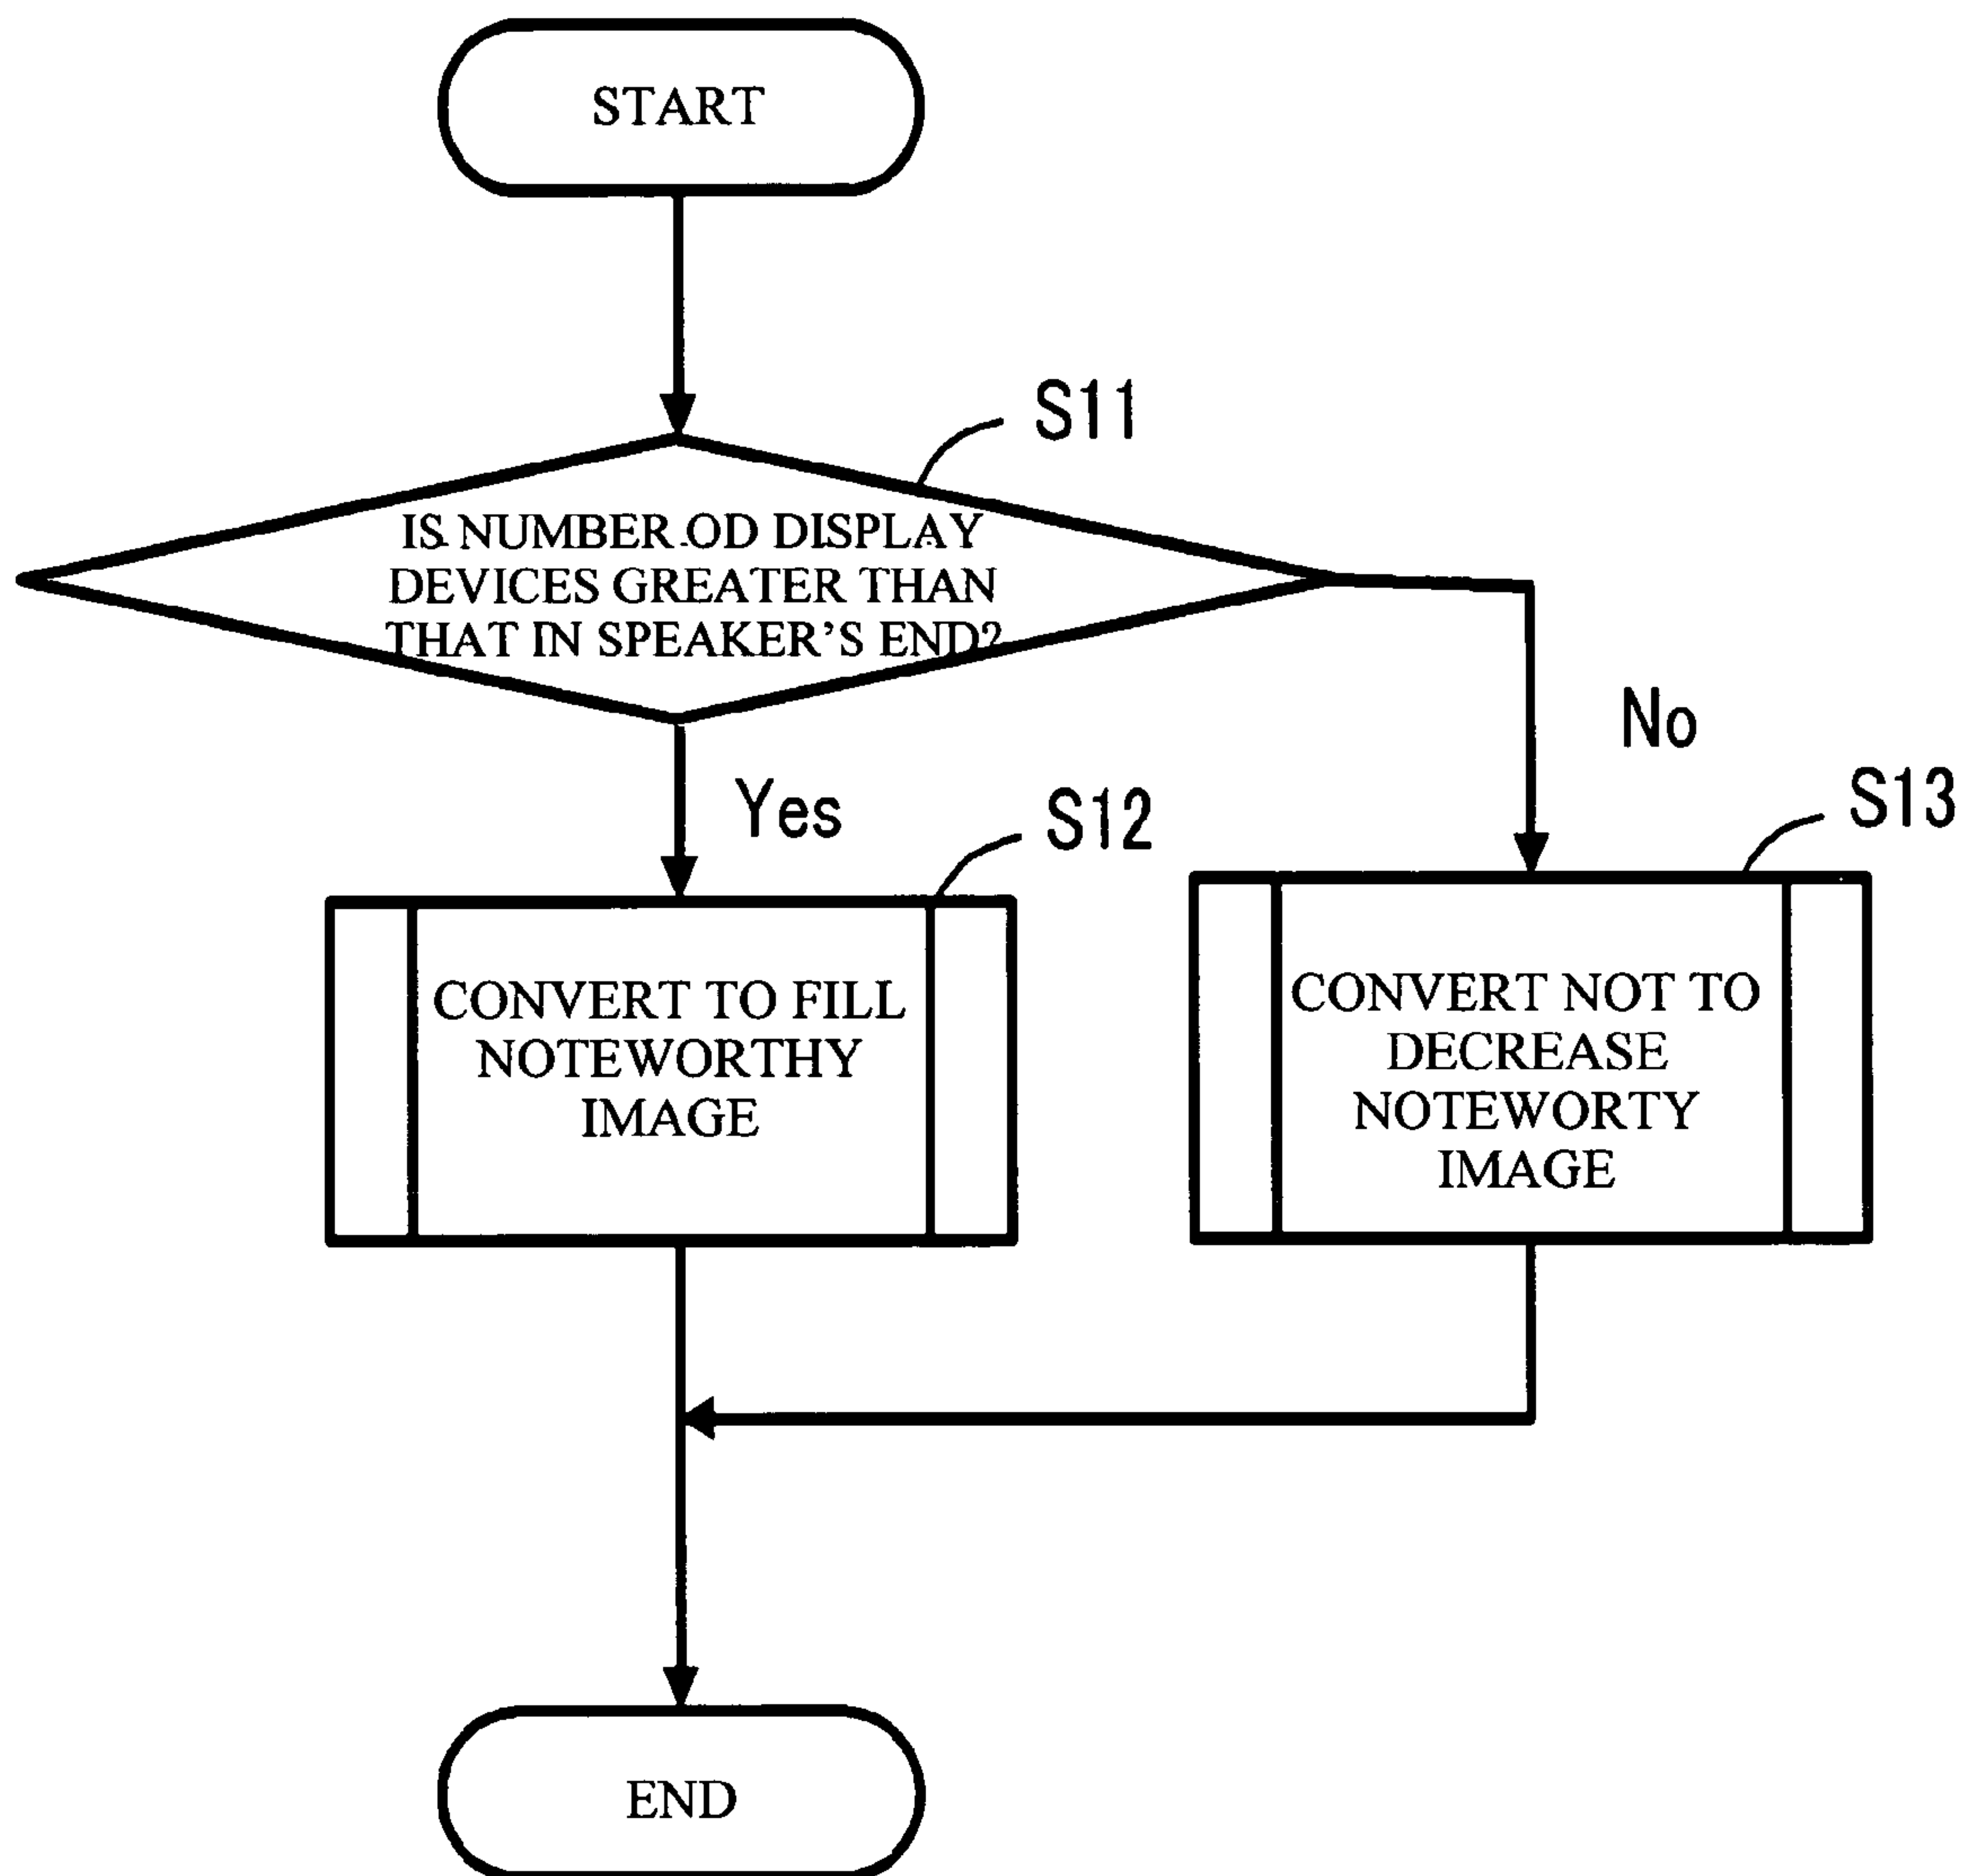 START
S11
IS NUMBER OD DISPLAY
DEVICES GREATER THAN
THAT IN SPEAKER'S END?
No
Yes
S12
S13
CONVERT TO FILL
NOTEWORTHY
IMAGE
CONVERT NOT TO
DECREASE
NOTEWORTY
IMAGE
END